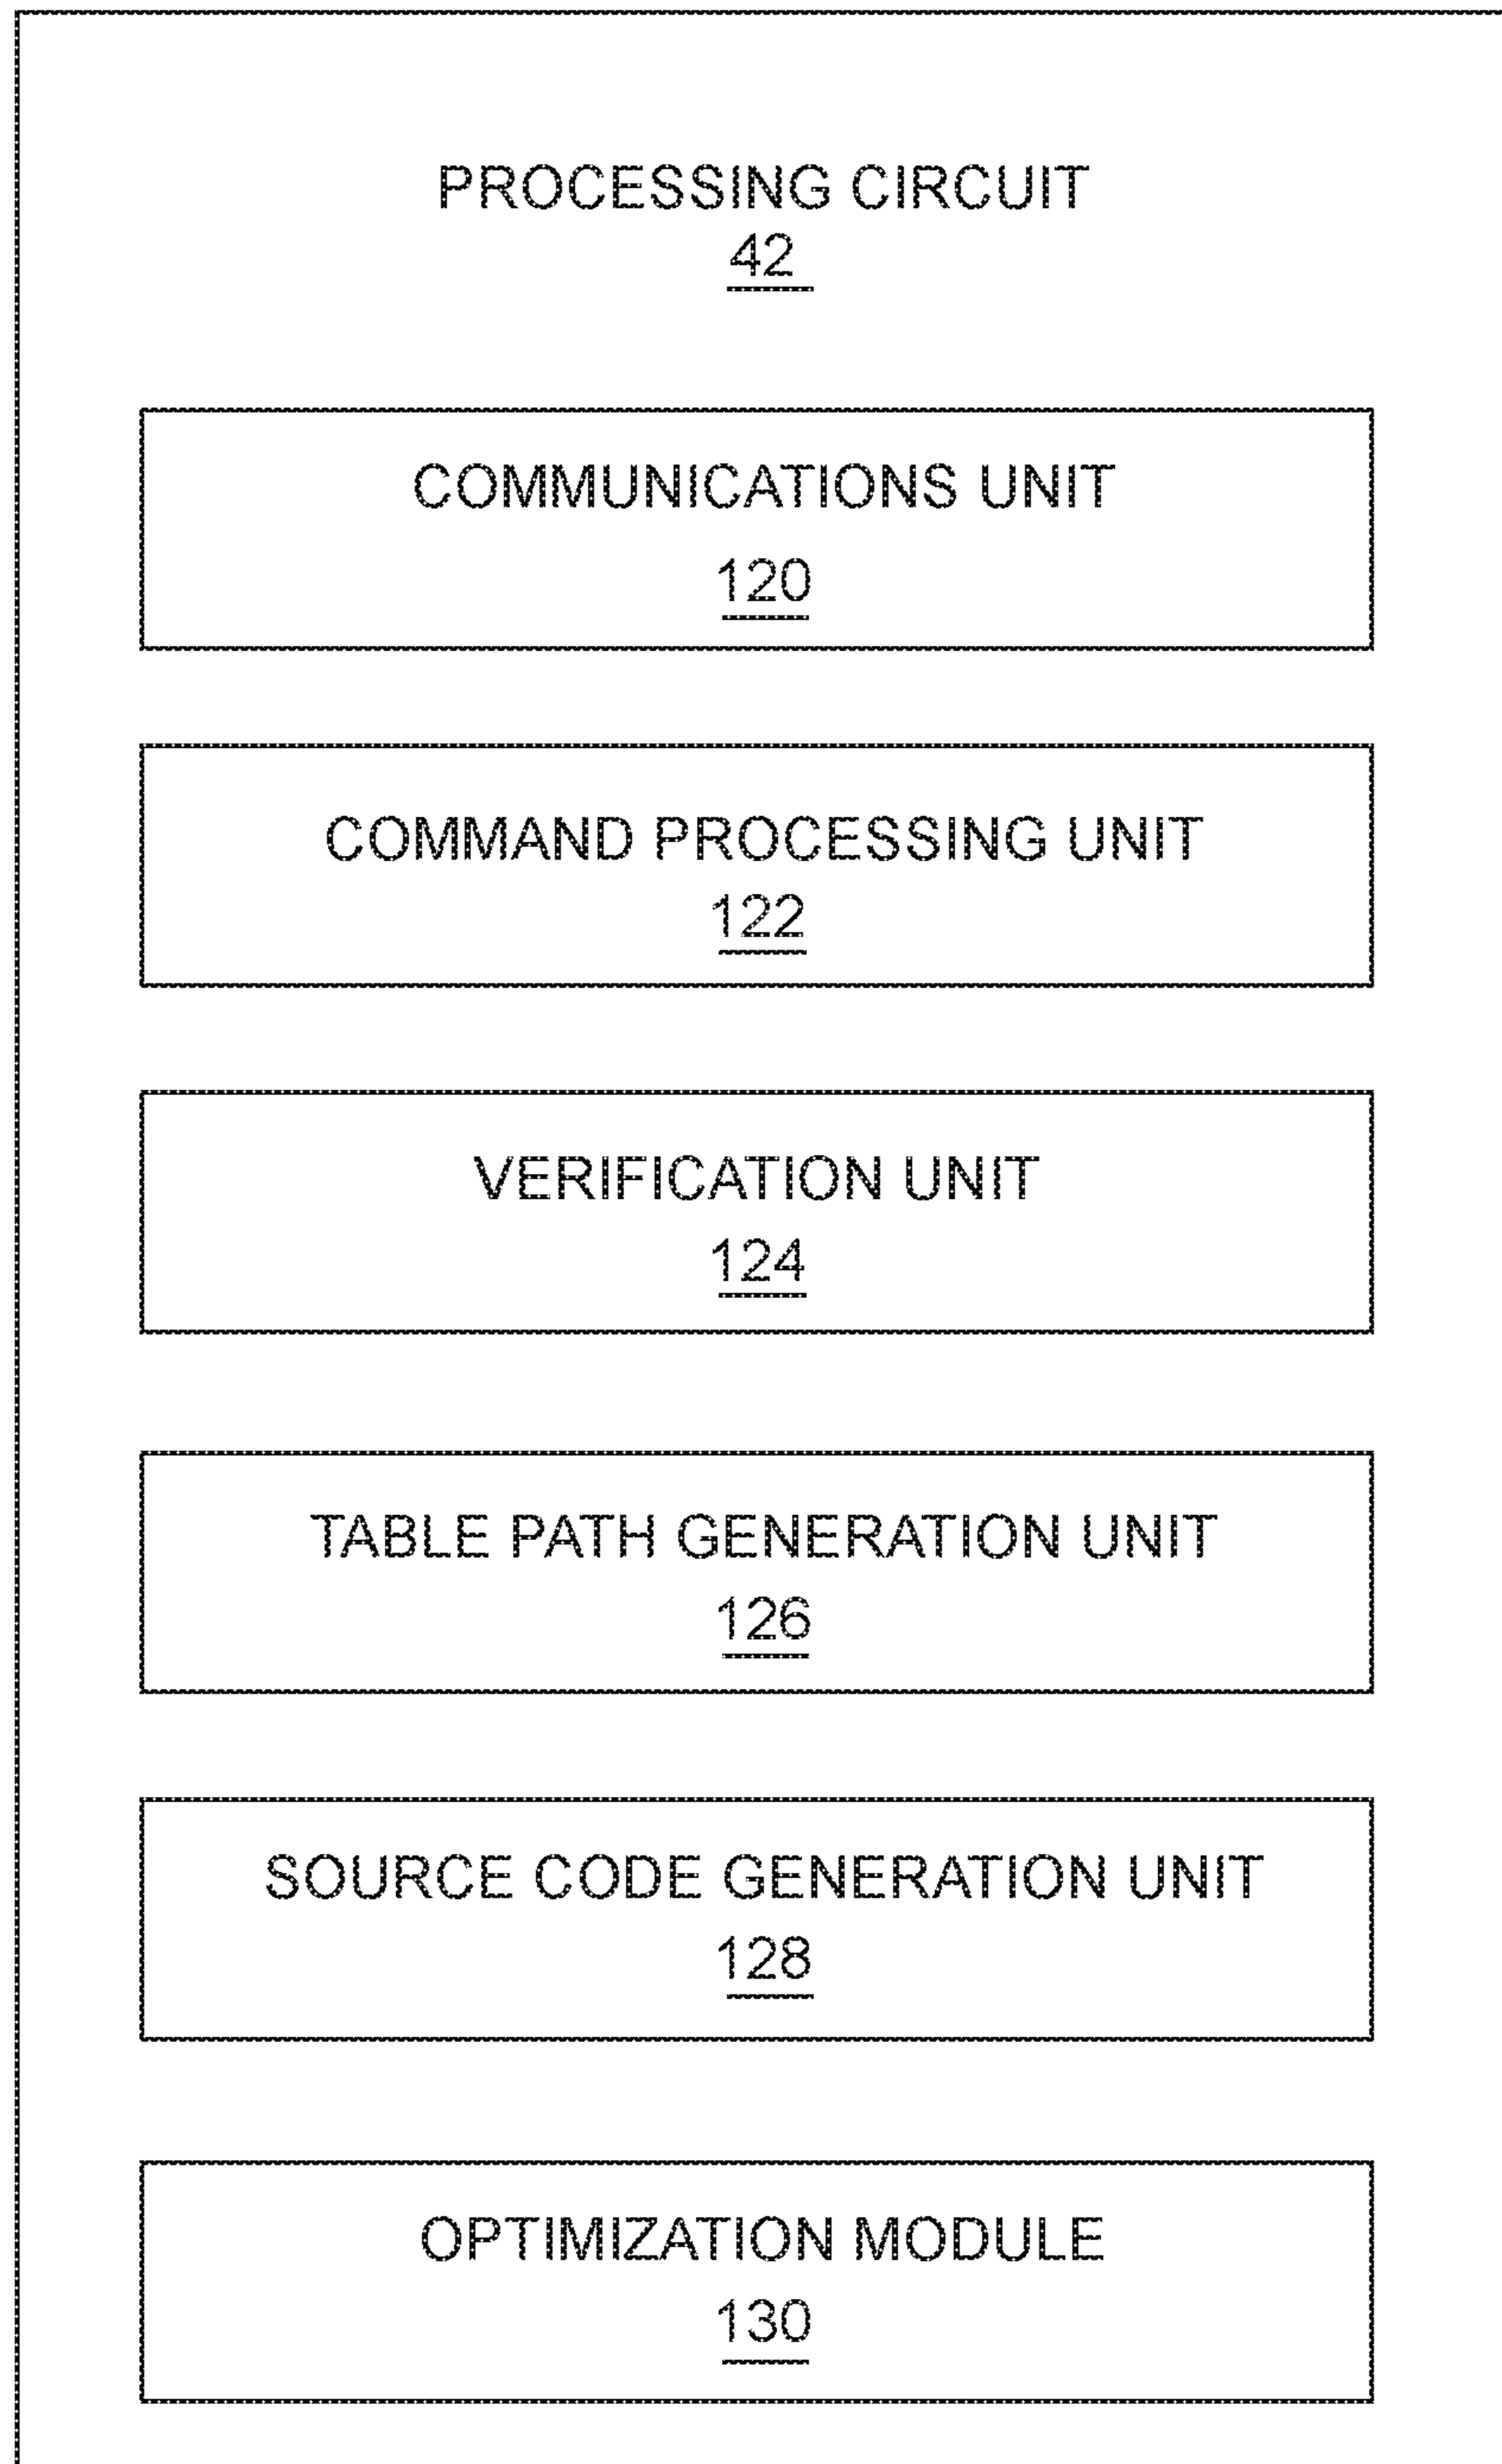 PROCESSING CIRCUIT
42
COMMUNICATIONS UNIT
120
COMMAND PROCESSING UNIT
122
VERIFICATION UNIT
124
TABLE PATH GENERATION UNIT
126
SOURCE CODE GENERATION UNIT
128
OPTIMIZATION MODULE
130